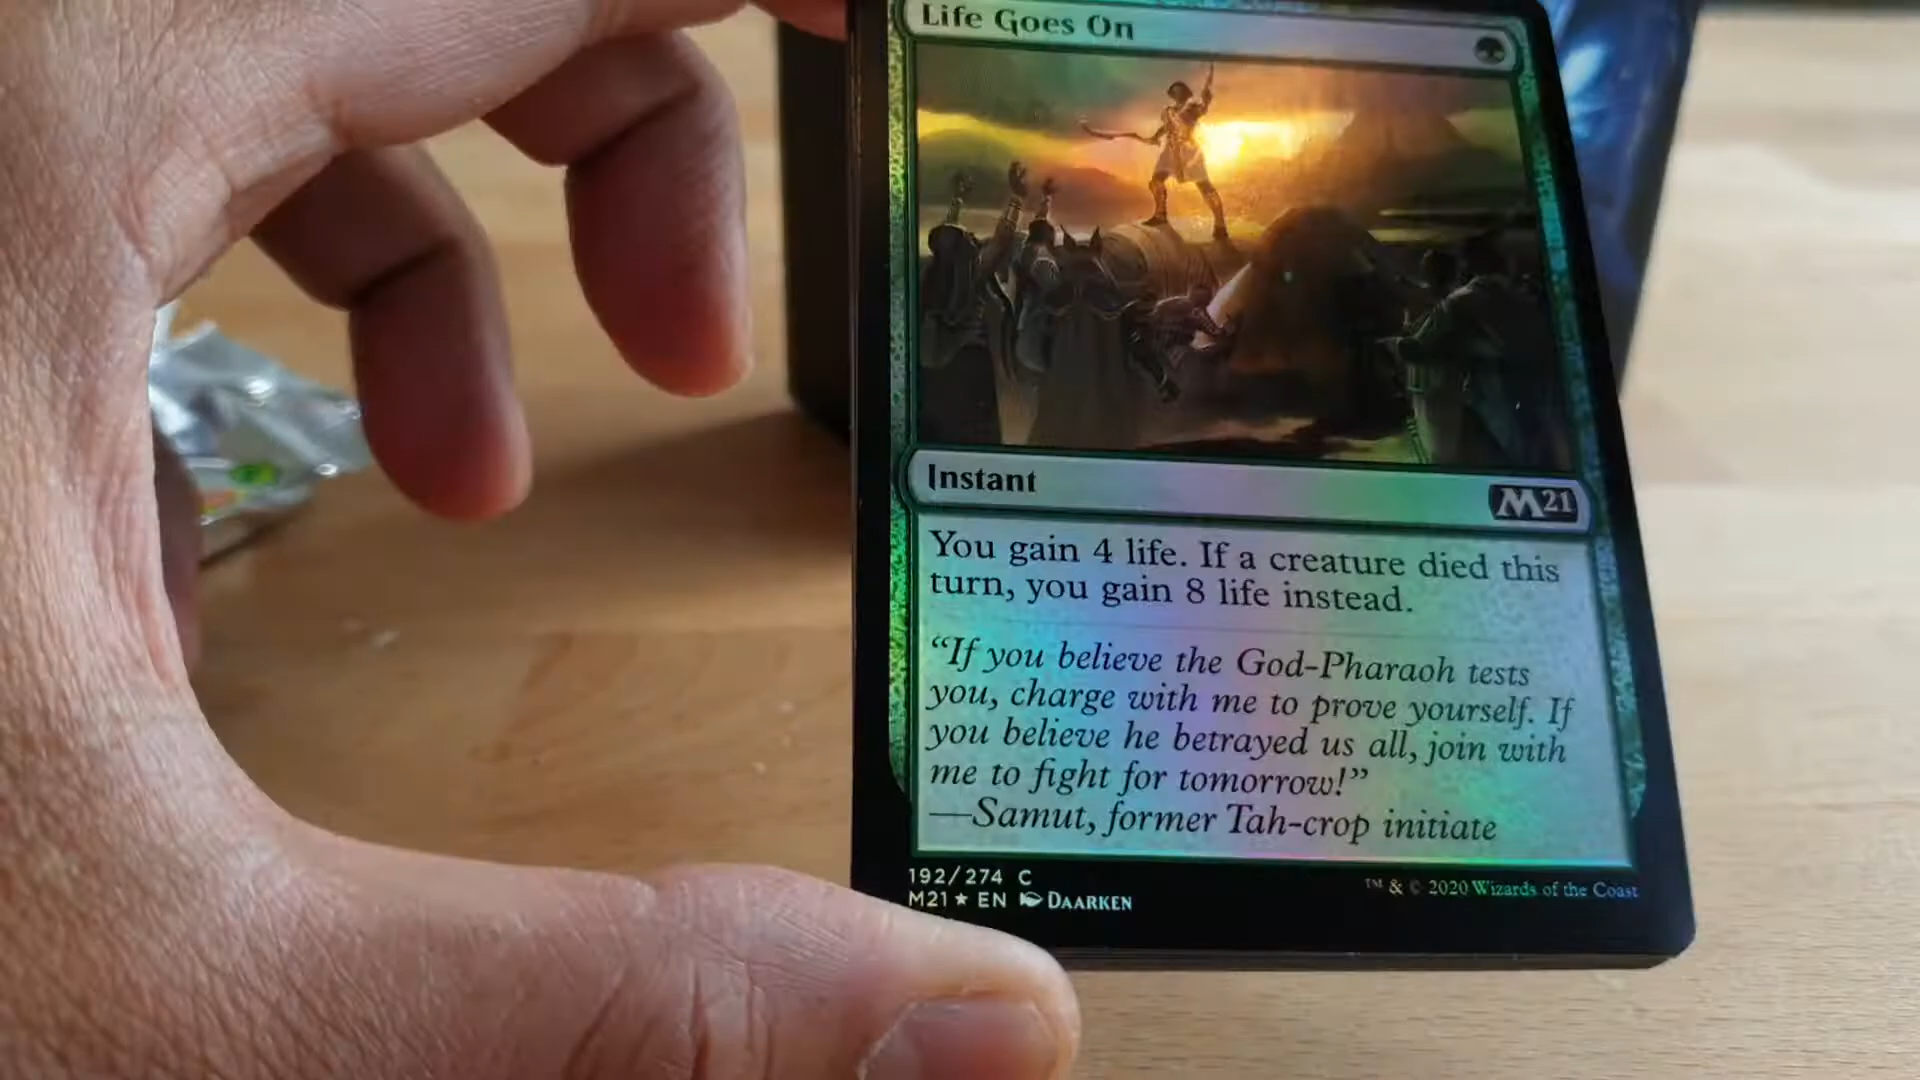 Life Goes On
Instant
M21
You gain 4 life. If a creature died this
turn, you gain 8 life instead.
“If you believe the God-Pharaoh tests
you, charge with me to prove yourself. If
you believe he betrayed us all, join with
me to fight for tomorrow!”
—Samut, former Tah-crop initiate
192/274 C
M21★EN DAARKEN
™ & © 2020 Wizards of the Coast